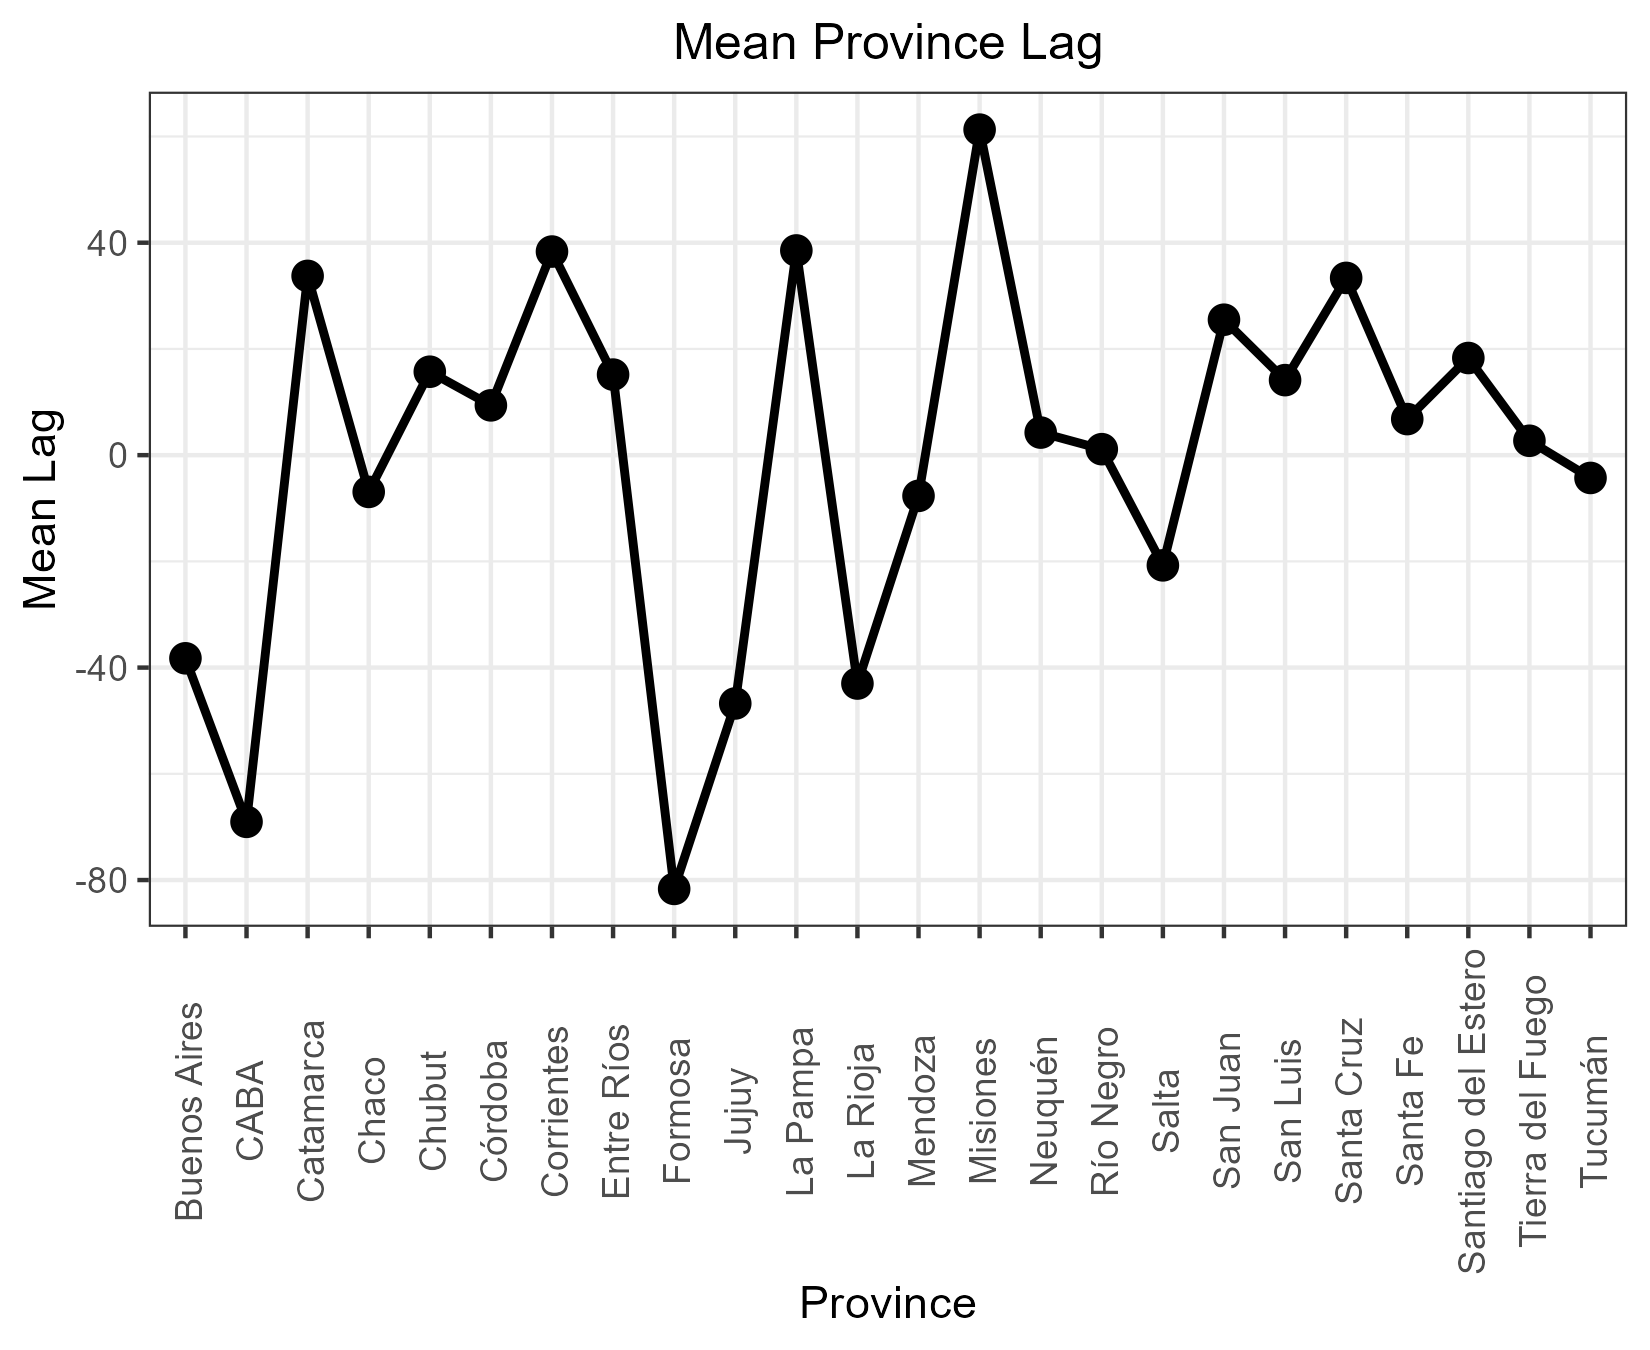 Mean Province Lag
Mean Lag
40
0
-40
-80
Buenos Aires
CABA
Catamarca
Chaco
Chubut
Córdoba
Corrientes
Entre Ríos
Formosa
Jujuy
La Pampa
La Rioja
Mendoza
Misiones
Neuquén
Río Negro
Salta
San Juan
San Luis
Santa Cruz
Santa Fe
Santiago del Estero
Tierra del Fuego
Tucumán
Province